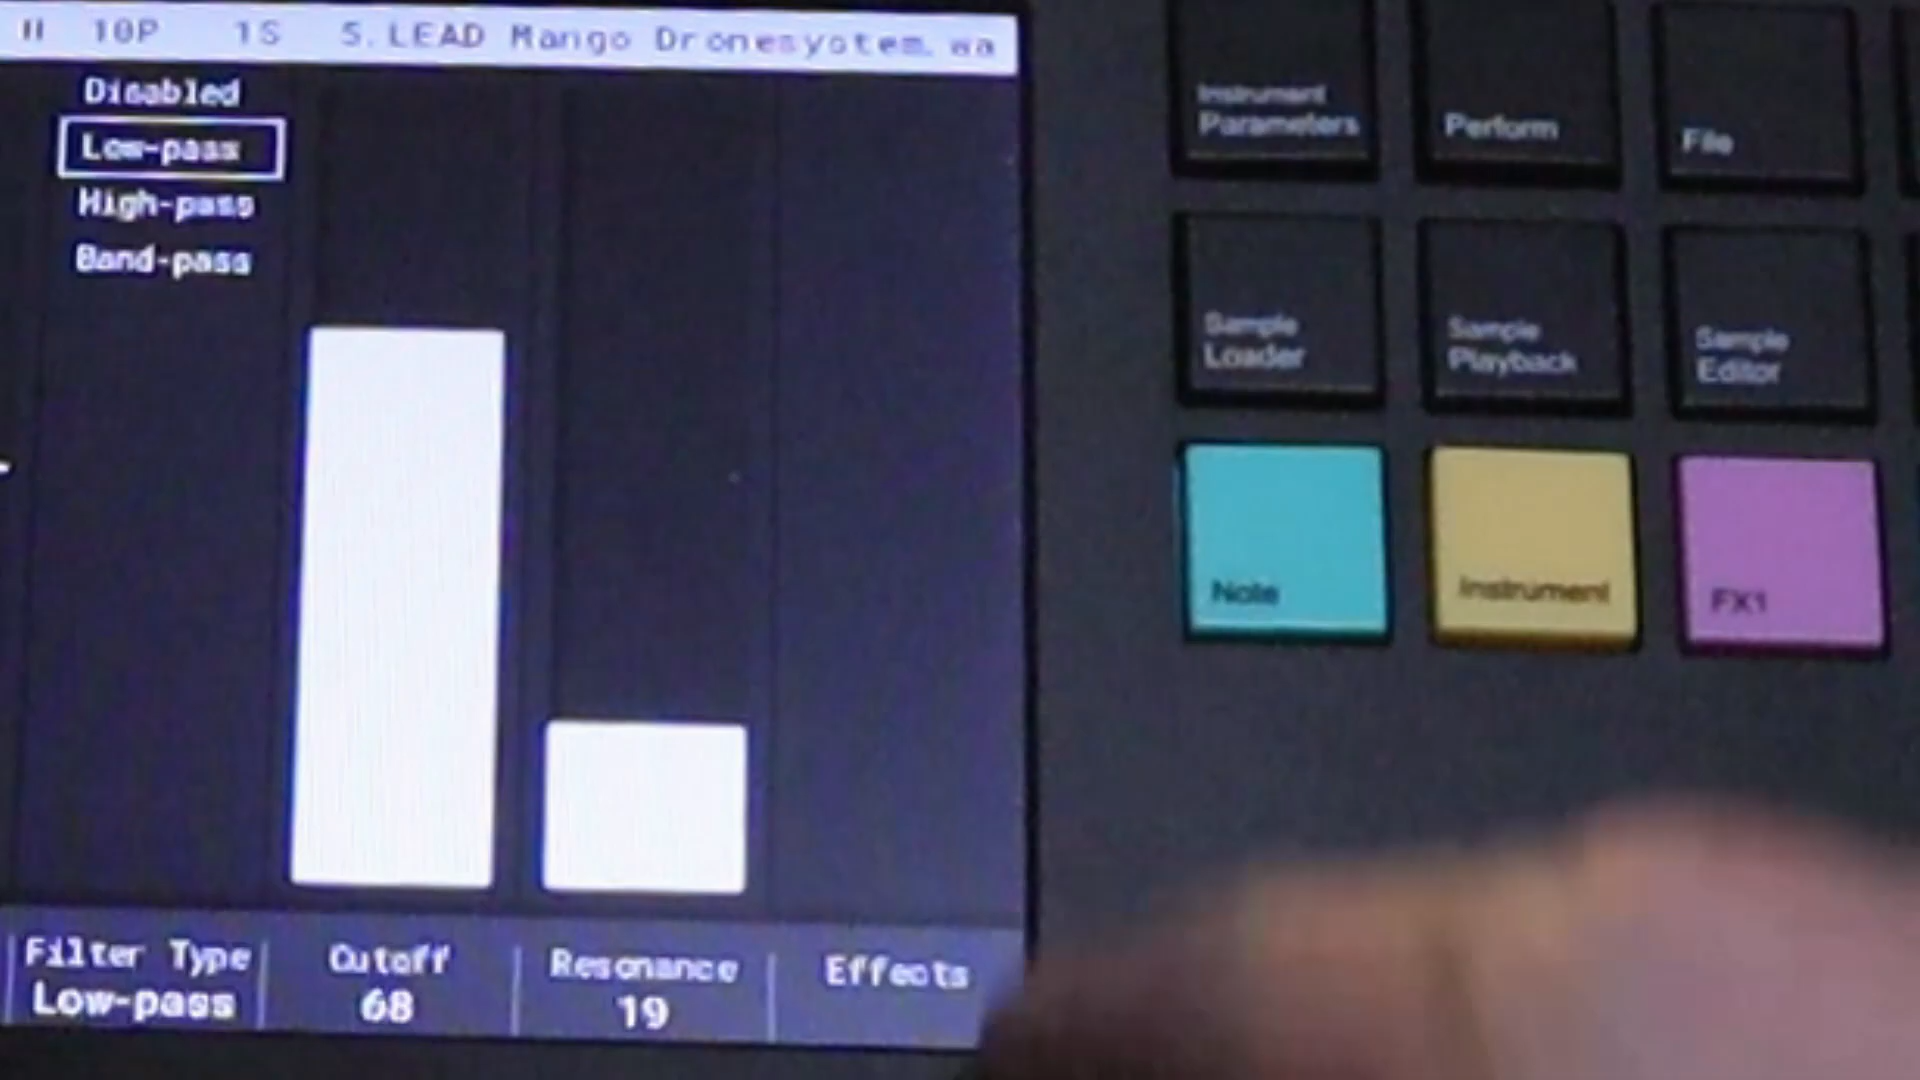 10P 1S 5.LEAD Mango Dronesystem.wa
Disabled
Low-pass
High-pass
Band-pass
Filter Type
Low-pass
Cutoff
68
Resonance
19
Effects
Instrument
Parameters
Perform
File
Sample
Loader
Sample
Playback
Sample
Editor
Note
Instrument
FX1